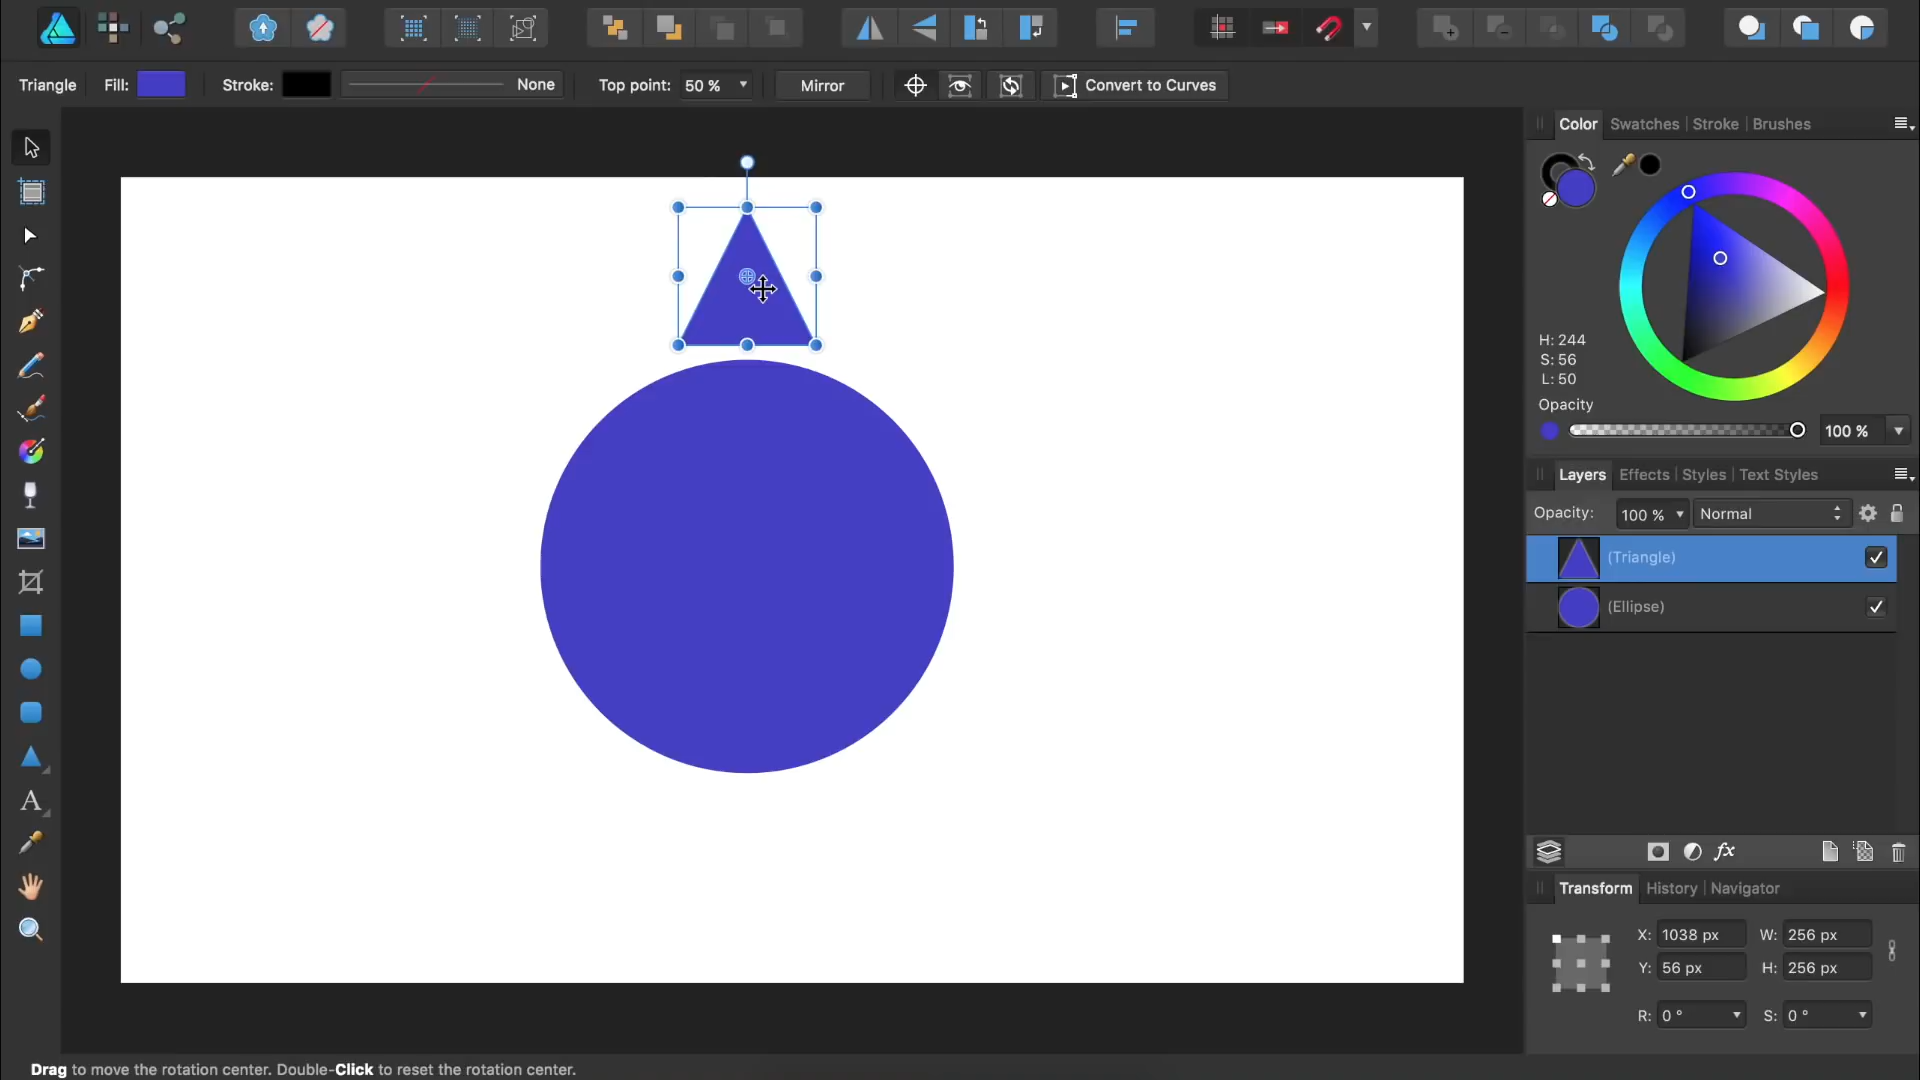 Triangle Fill: Stroke: None Top point: 50 % Mirror Convert to Curves
Color Swatches Stroke Brushes
H: 244
S: 56
L: 50
Opacity
100 %
Layers Effects Styles Text Styles
Opacity: 100 % Normal
(Triangle)
(Ellipse)
fx
Transform History Navigator
X: 1038 px W: 256 px
Y: 56 px H: 256 px
R: 0 ° S: 0 °
A
Drag to move the rotation center. Double-Click to reset the rotation center.